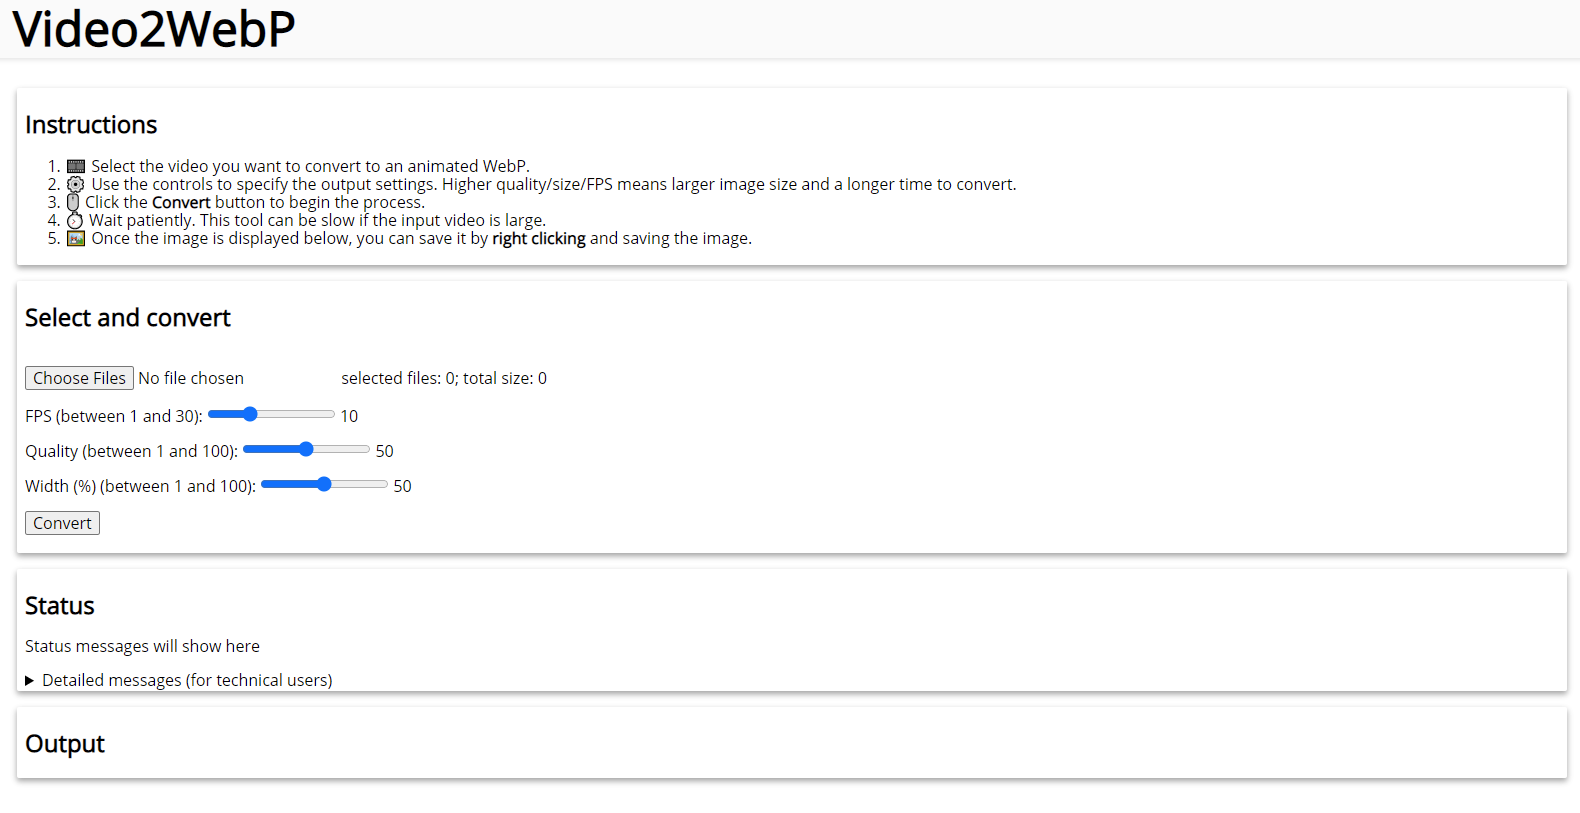 Video2WebP
Instructions
1. Select the video you want to convert to an animated WebP.
2. Use the controls to specify the output settings. Higher quality/size/FPS means larger image size and a longer time to convert.
3. Click the Convert button to begin the process.
4. Wait patiently. This tool can be slow if the input video is large.
5. Once the image is displayed below, you can save it by right clicking and saving the image.
Select and convert
Choose Files No file chosen selected files: 0; total size: 0
FPS (between 1 and 30): 10
Quality (between 1 and 100): 50
Width (%) (between 1 and 100): 50
Convert
Status
Status messages will show here
Detailed messages (for technical users)
Output